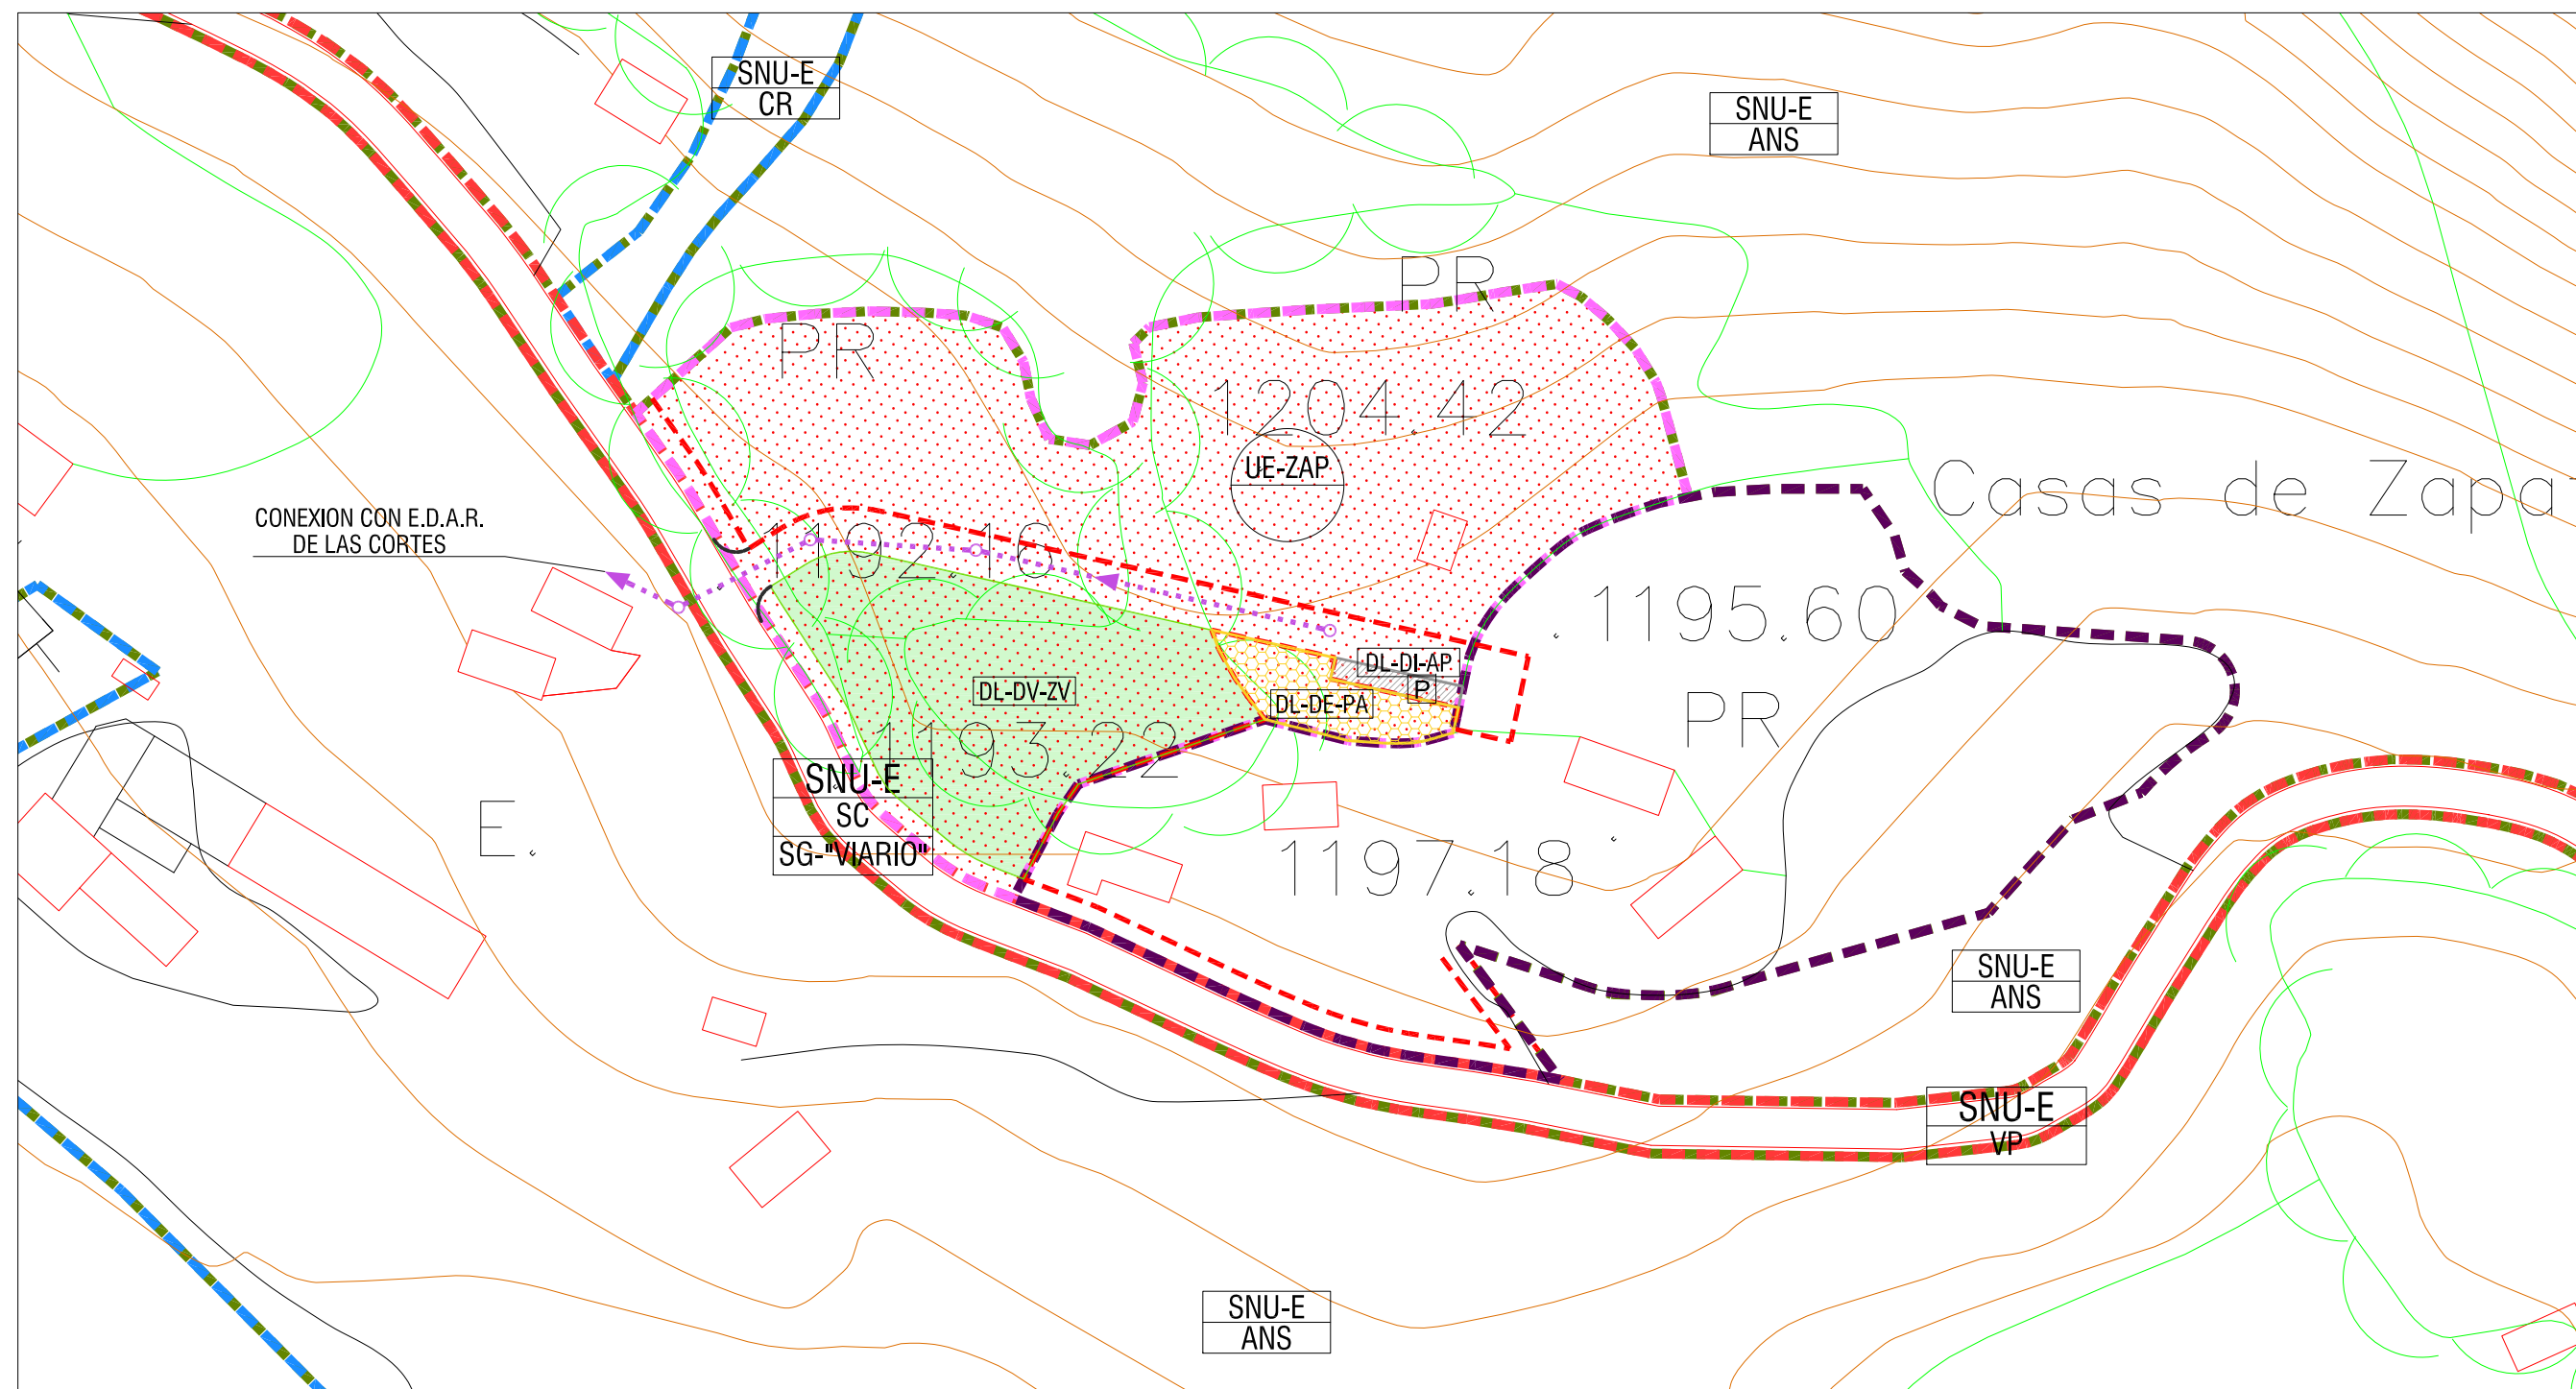 SNU-E
CR
SNU-E
ANS
PR
PR
1204.42
UE-ZAP
Casas de Zapa
CONEXION CON E.D.A.R.
DE LAS CORTES
1192.16
1195.60
DL-DI-AP
P
DL-DV-ZV
DL-DE-PA
PR
1193.22
SNU-E
SC
SG-"VIARIO"
E.
1197.18
SNU-E
ANS
SNU-E
VP
SNU-E
ANS